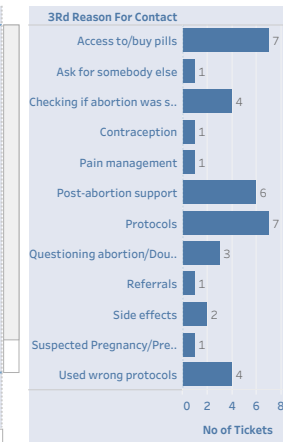 3Rd Reason For Contact
Access to/buy pills 7
Ask for somebody else 1
Checking if abortion was s.. 4
Contraception 1
Pain management 1
Post-abortion support 6
Protocols 7
Questioning abortion/Dou.. 3
Referrals 1
Side effects 2
Suspected Pregnancy/Pre.. 1
Used wrong protocols 4
0 2 4 6 8
No of Tickets